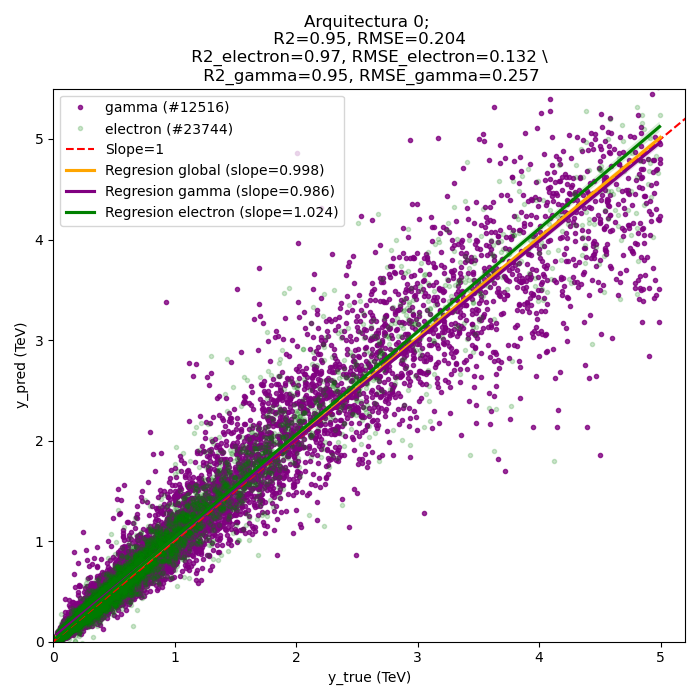 Arquitectura 0;
R2=0.95, RMSE=0.204
R2_electron=0.97, RMSE_electron=0.132 \
R2_gamma=0.95, RMSE_gamma=0.257
gamma (#12516)
electron (#23744)
Slope=1
Regresion global (slope=0.998)
Regresion gamma (slope=0.986)
Regresion electron (slope=1.024)
y_pred (TeV)
5
4
3
2
1
0
0 1 2 3 4 5
y_true (TeV)